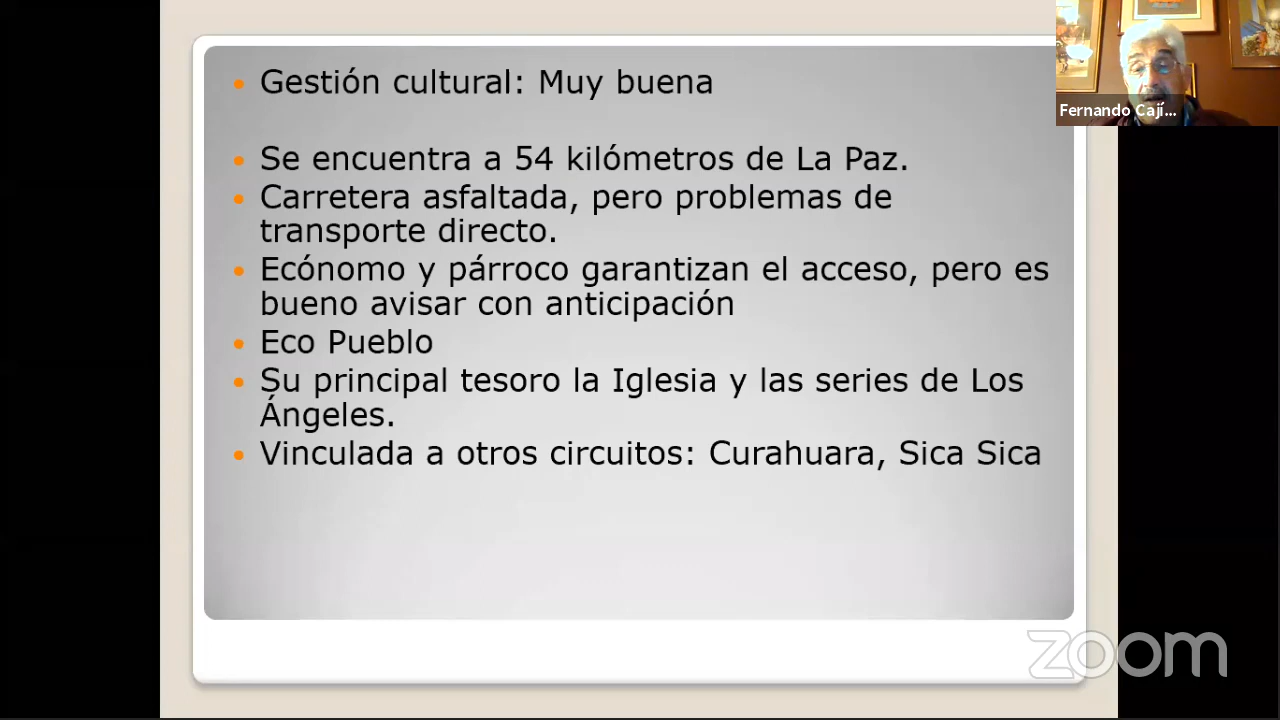 Gestión cultural: Muy buena
Se encuentra a 54 kilómetros de La Paz.
Carretera asfaltada, pero problemas de
transporte directo.
Ecónomo y párroco garantizan el acceso, pero es
bueno avisar con anticipación
Eco Pueblo
Su principal tesoro la Iglesia y las series de Los
Ángeles.
Vinculada a otros circuitos: Curahuara, Sica Sica
Fernando Cají...
zoom